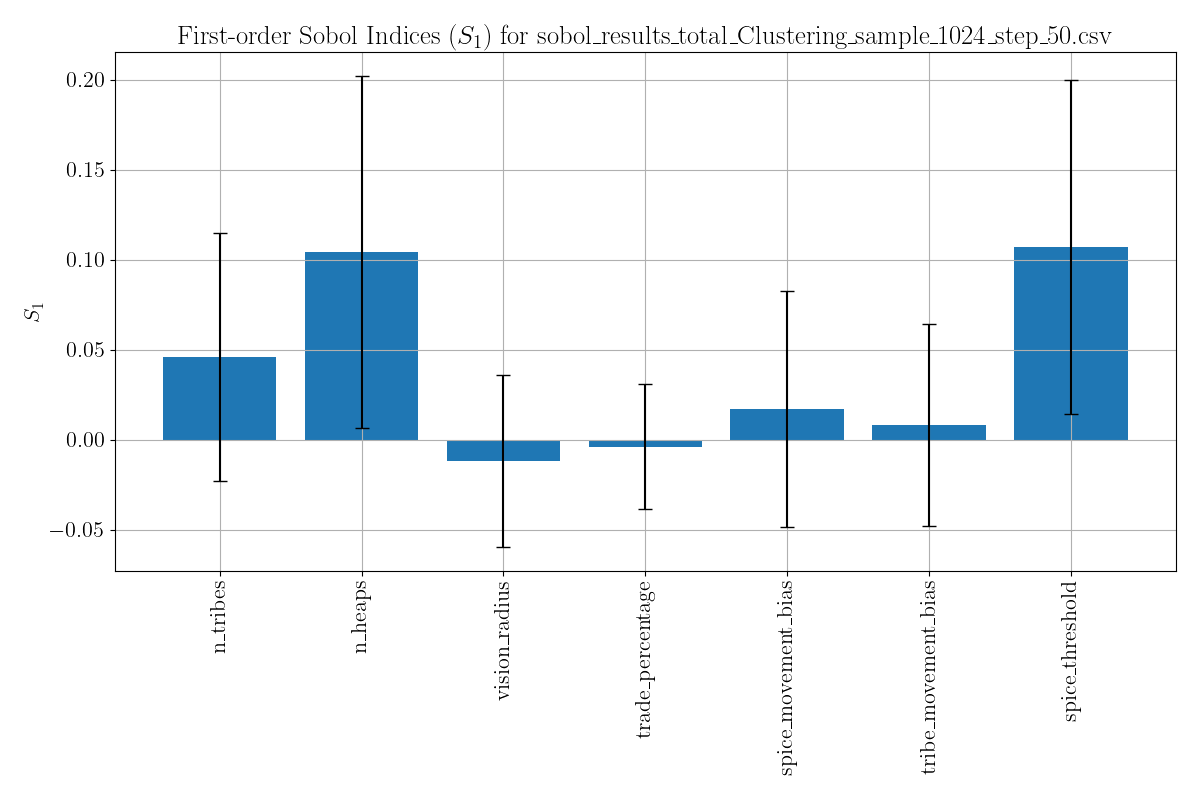 First-order Sobol Indices (S₁) for sobol_results_total_Clustering_sample_1024_step_50.csv
0.20
0.15
0.10
0.05
0.00
−0.05
S₁
n_tribes
n_heaps
vision_radius
trade_percentage
spice_movement_bias
tribe_movement_bias
spice_threshold